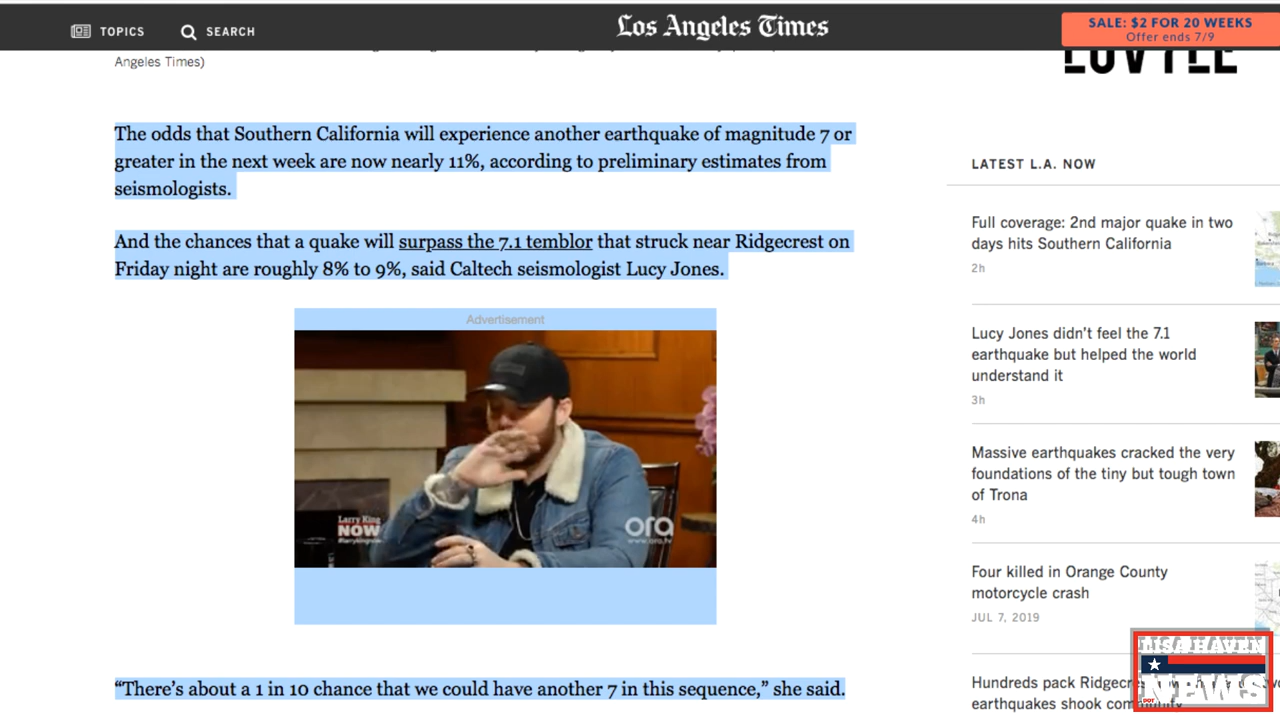 TOPICS
SEARCH
Los Angeles Times
SALE: $2 FOR 20 WEEKS
Offer ends 7/9
Angeles Times)
The odds that Southern California will experience another earthquake of magnitude 7 or
greater in the next week are now nearly 11%, according to preliminary estimates from
seismologists.
And the chances that a quake will surpass the 7.1 temblor that struck near Ridgecrest on
Friday night are roughly 8% to 9%, said Caltech seismologist Lucy Jones.
Advertisement
Larry King
NOW
ora
www.ora.tv
“There’s about a 1 in 10 chance that we could have another 7 in this sequence,” she said.
LATEST L.A. NOW
Full coverage: 2nd major quake in two
days hits Southern California
2h
Lucy Jones didn’t feel the 7.1
earthquake but helped the world
understand it
3h
Massive earthquakes cracked the very
foundations of the tiny but tough town
of Trona
4h
Four killed in Orange County
motorcycle crash
JUL 7, 2019
Hundreds pack
earthquakes shook
LISA HAVEN
NEWS